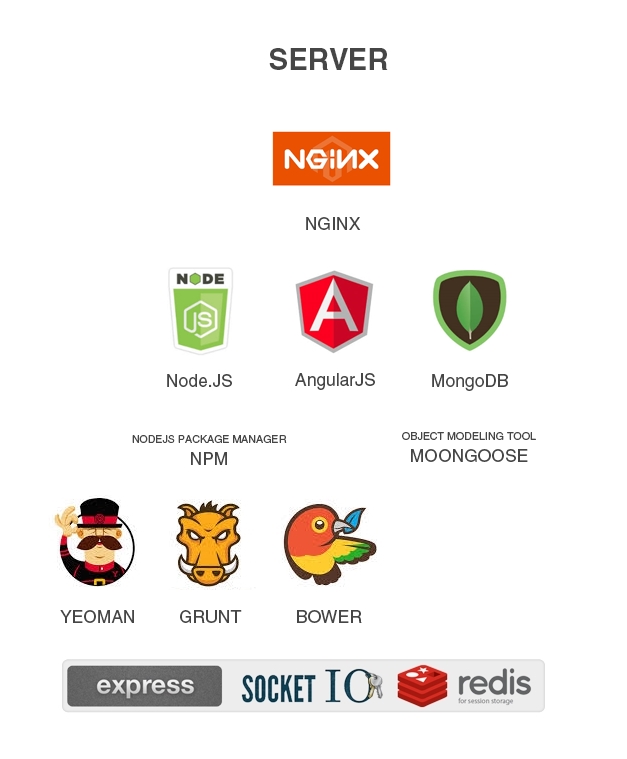 SERVER
NGINX
NGINX
NODE
JS
A
Node.JS
AngularJS
MongoDB
NODEJS PACKAGE MANAGER
OBJECT MODELING TOOL
NPM
MOONGOOSE
YEOMAN
GRUNT
BOWER
express
SOCKET IO
redis
for session storage